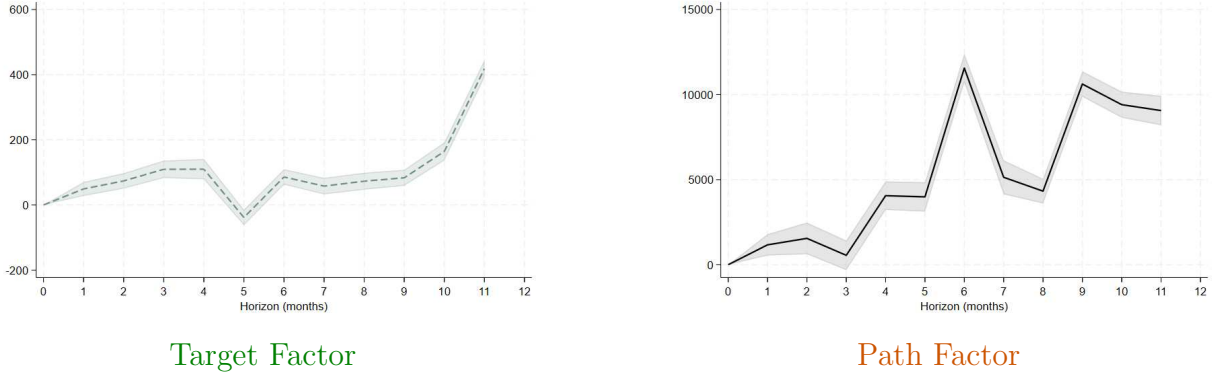 600
400
200
0
-200
0 1 2 3 4 5 6 7 8 9 10 11 12
Horizon (months)
Target Factor
15000
10000
5000
0
0 1 2 3 4 5 6 7 8 9 10 11 12
Horizon (months)
Path Factor